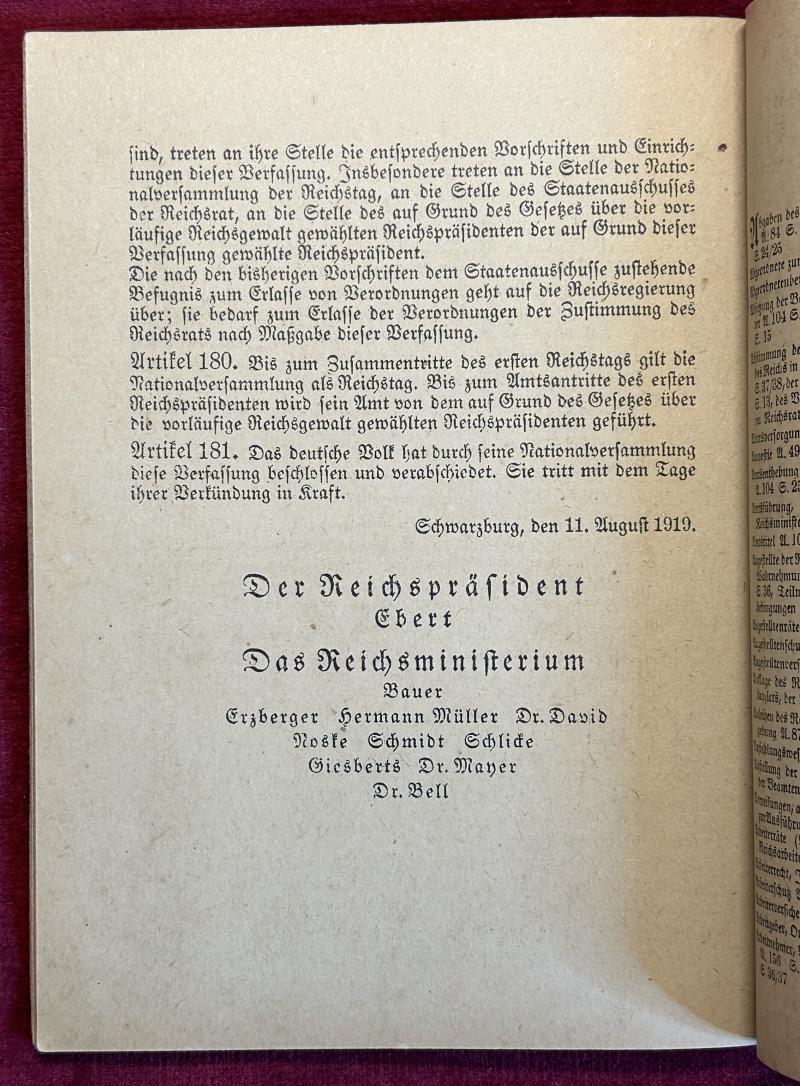 sind, treten an ihre Stelle die entsprechenden Vorschriften und Einrich-
tungen dieser Verfassung. Insbesondere treten an die Stelle der Natio-
nalversammlung der Reichstag, an die Stelle des Staatenausschusses
der Reichsrat, an die Stelle des auf Grund des Gesetzes über die vor-
läufige Reichsgewalt gewählten Reichspräsidenten der auf Grund dieser
Verfassung gewählte Reichspräsident.
Die nach den bisherigen Vorschriften dem Staatenausschusse zustehende
Befugnis zum Erlasse von Verordnungen geht auf die Reichsregierung
über; sie bedarf zum Erlasse der Verordnungen der Zustimmung des
Reichsrats nach Maßgabe dieser Verfassung.
Artikel 180. Bis zum Zusammentritte des ersten Reichstags gilt die
Nationalversammlung als Reichstag. Bis zum Amtsantritte des ersten
Reichspräsidenten wird sein Amt von dem auf Grund des Gesetzes über
die vorläufige Reichsgewalt gewählten Reichspräsidenten geführt.
Artikel 181. Das deutsche Volk hat durch seine Nationalversammlung
diese Verfassung beschlossen und verabschiedet. Sie tritt mit dem Tage
ihrer Verkündung in Kraft.
Schwarzburg, den 11. August 1919.
Der Reichspräsident
Ebert
Das Reichsministerium
Bauer
Erzberger Hermann Müller Dr. David
Noske Schmidt Schlicke
Giesberts Dr. Mayer
Dr. Bell